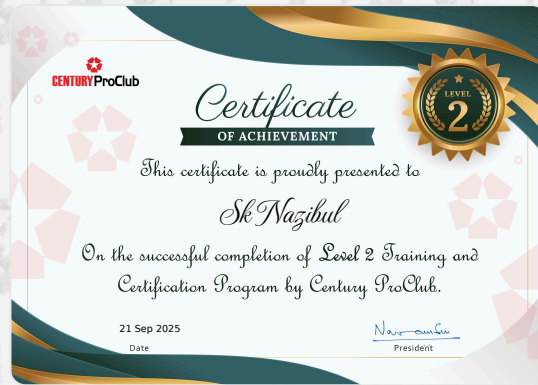 CENTURY ProClub
Certificate
OF ACHIEVEMENT
LEVEL
2
This certificate is proudly presented to
Sk Nazibul
On the successful completion of Level 2 Training and
Certification Program by Century ProClub.
21 Sep 2025
Date
President